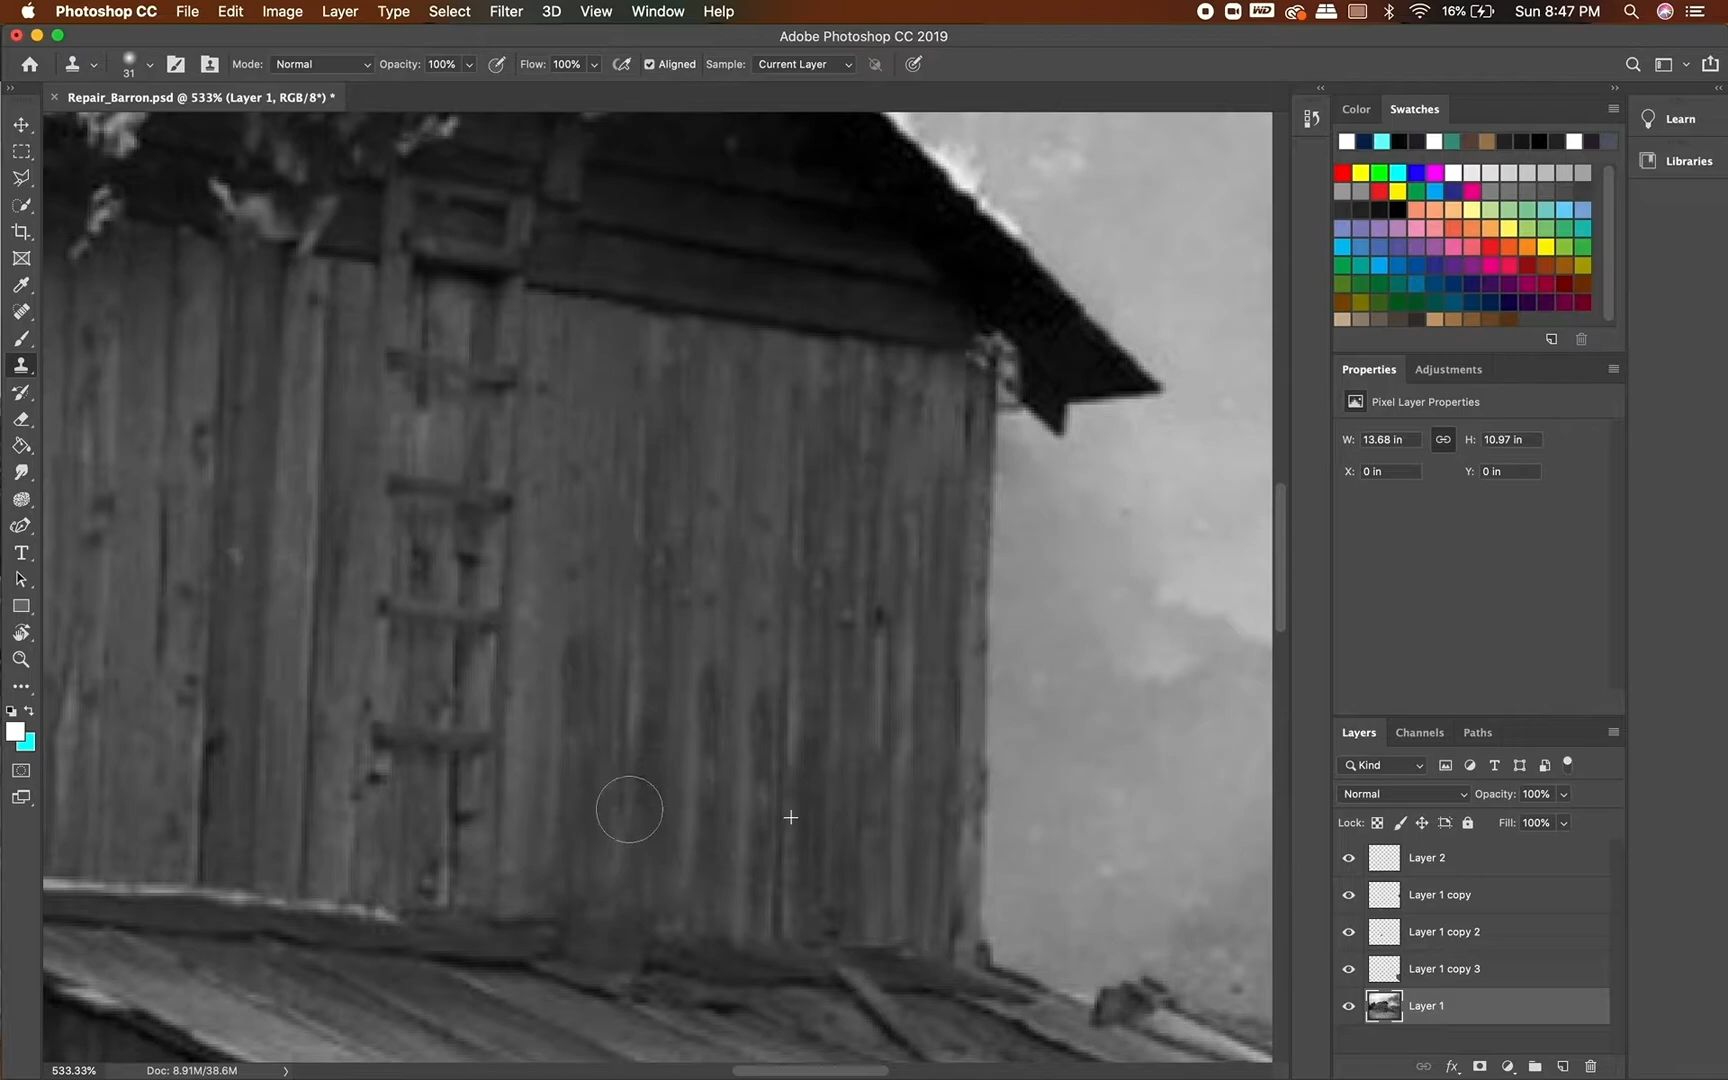 Photoshop CC File Edit Image Layer Type Select Filter 3D View Window Help WD 16% Sun 8:47 PM
Adobe Photoshop CC 2019
31 Mode: Normal Opacity: 100% Flow: 100% Aligned Sample: Current Layer
Repair_Barron.psd @ 533% (Layer 1, RGB/8*) *
Color Swatches
Learn
Libraries
Properties Adjustments
Pixel Layer Properties
W: 13.68 in H: 10.97 in
X: 0 in Y: 0 in
Layers Channels Paths
Kind
Normal Opacity: 100%
Lock: Fill: 100%
Layer 2
Layer 1 copy
Layer 1 copy 2
Layer 1 copy 3
Layer 1
fx
533.33% Doc: 8.91M/38.6M